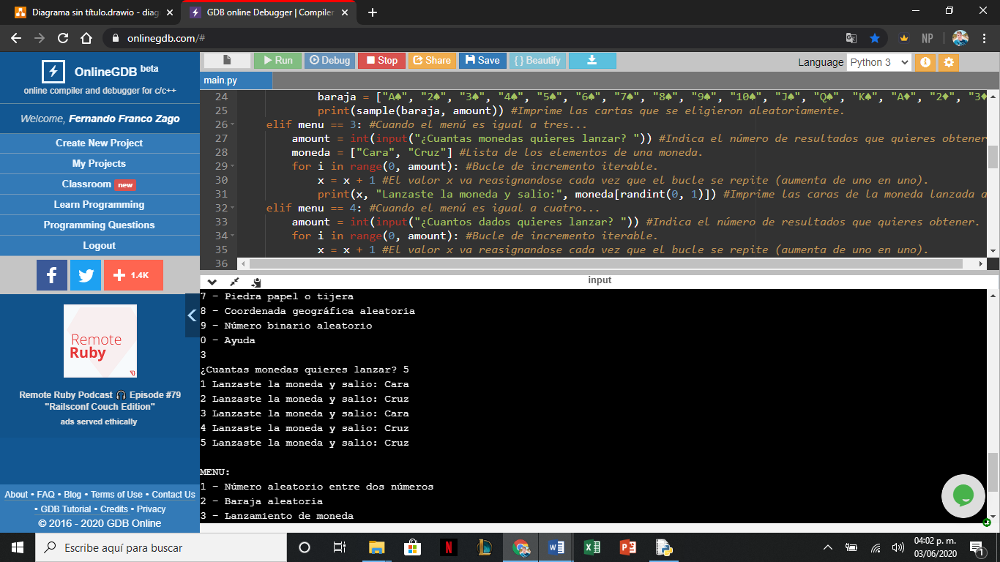 Diagrama sin título.drawio - diag
GDB online Debugger | Compiler
onlinegdb.com/#
NP
OnlineGDB beta
online compiler and debugger for c/c++
Welcome, Fernando Franco Zago
Create New Project
My Projects
Classroom new
Learn Programming
Programming Questions
Logout
1.4K
Remote
Ruby
Remote Ruby Podcast 🎧 Episode #79
"Railsconf Couch Edition"
ads served ethically
About • FAQ • Blog • Terms of Use • Contact Us
• GDB Tutorial • Credits • Privacy
© 2016 - 2020 GDB Online
Run Debug Stop Share Save { } Beautify
Language Python 3
main.py
24 baraja = ["A♠", "2♠", "3♠", "4♠", "5♠", "6♠", "7♠", "8♠", "9♠", "10♠", "J♠", "Q♠", "K♠", "A♦", "2♦", "3♦
25 print(sample(baraja, amount)) #Imprime las cartas que se eligieron aleatoriamente.
26 elif menu == 3: #Cuando el menú es igual a tres...
27 amount = int(input("¿Cuantas monedas quieres lanzar? ")) #Indica el número de resultados que quieres obtener
28 moneda = ["Cara", "Cruz"] #Lista de los elementos de una moneda.
29 for i in range(0, amount): #Bucle de incremento iterable.
30 x = x + 1 #El valor x va reasignandose cada vez que el bucle se repite (aumenta de uno en uno).
31 print(x, "Lanzaste la moneda y salio:", moneda[randint(0, 1)]) #Imprime las caras de la moneda lanzada a
32 elif menu == 4: #Cuando el menú es igual a cuatro...
33 amount = int(input("¿Cuantos dados quieres lanzar? ")) #Indica el número de resultados que quieres obtener.
34 for i in range(0, amount): #Bucle de incremento iterable.
35 x = x + 1 #El valor x va reasignandose cada vez que el bucle se repite (aumenta de uno en uno).
36
input
7 - Piedra papel o tijera
8 - Coordenada geográfica aleatoria
9 - Número binario aleatorio
0 - Ayuda
3
¿Cuantas monedas quieres lanzar? 5
1 Lanzaste la moneda y salio: Cara
2 Lanzaste la moneda y salio: Cruz
3 Lanzaste la moneda y salio: Cara
4 Lanzaste la moneda y salio: Cruz
5 Lanzaste la moneda y salio: Cruz
MENU:
1 - Número aleatorio entre dos números
2 - Baraja aleatoria
3 - Lanzamiento de moneda
Escribe aquí para buscar
04:02 p. m.
03/06/2020
1